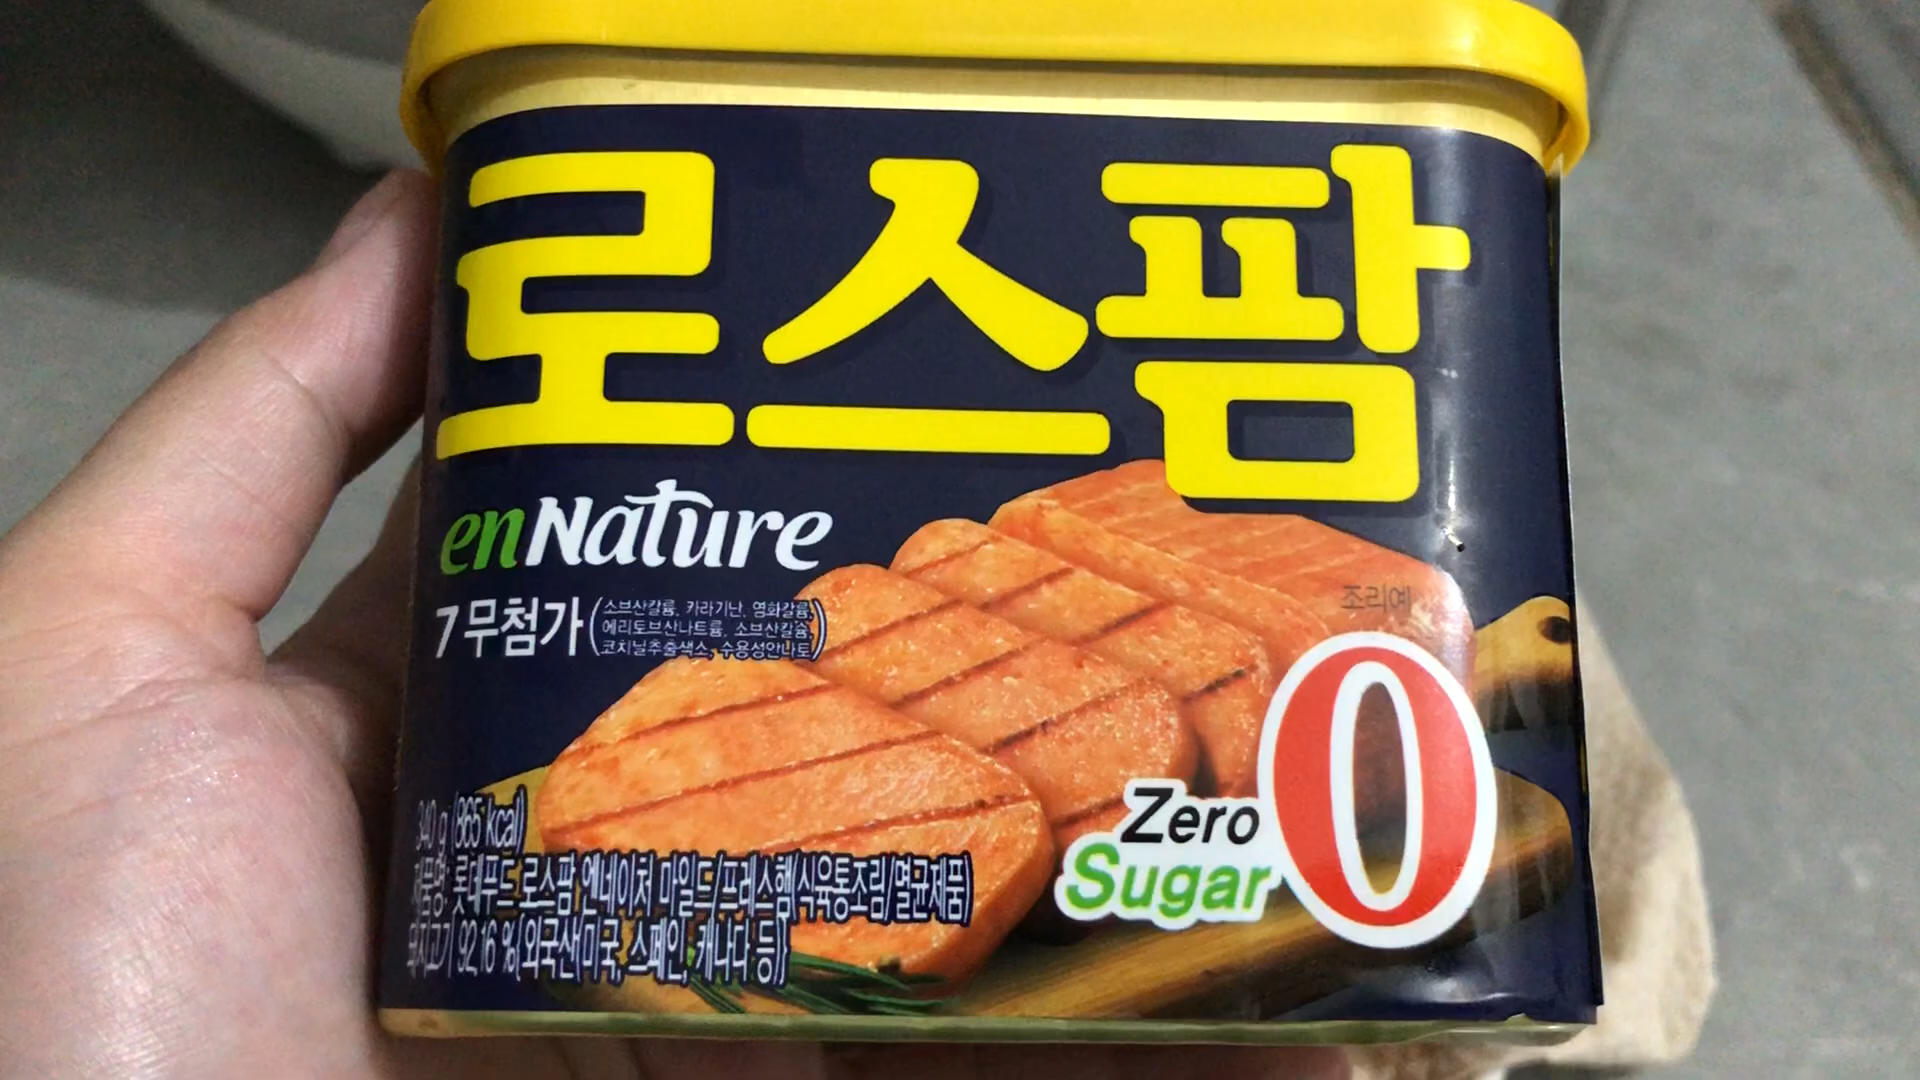 로스팜
enNature
7무첨가(소브산칼륨, 카라기난, 염화칼륨,
에리토브산나트륨, 소브산칼슘,
코치닐추출색소, 수용성안나토)
조리예
Zero
Sugar
0
340 g (865 kcal)
제품명: 롯데푸드 로스팜 엔네이처 마일드/프레스햄(식육통조림/멸균제품)
돼지고기 92.16 %(외국산(미국, 스페인, 캐나다 등))